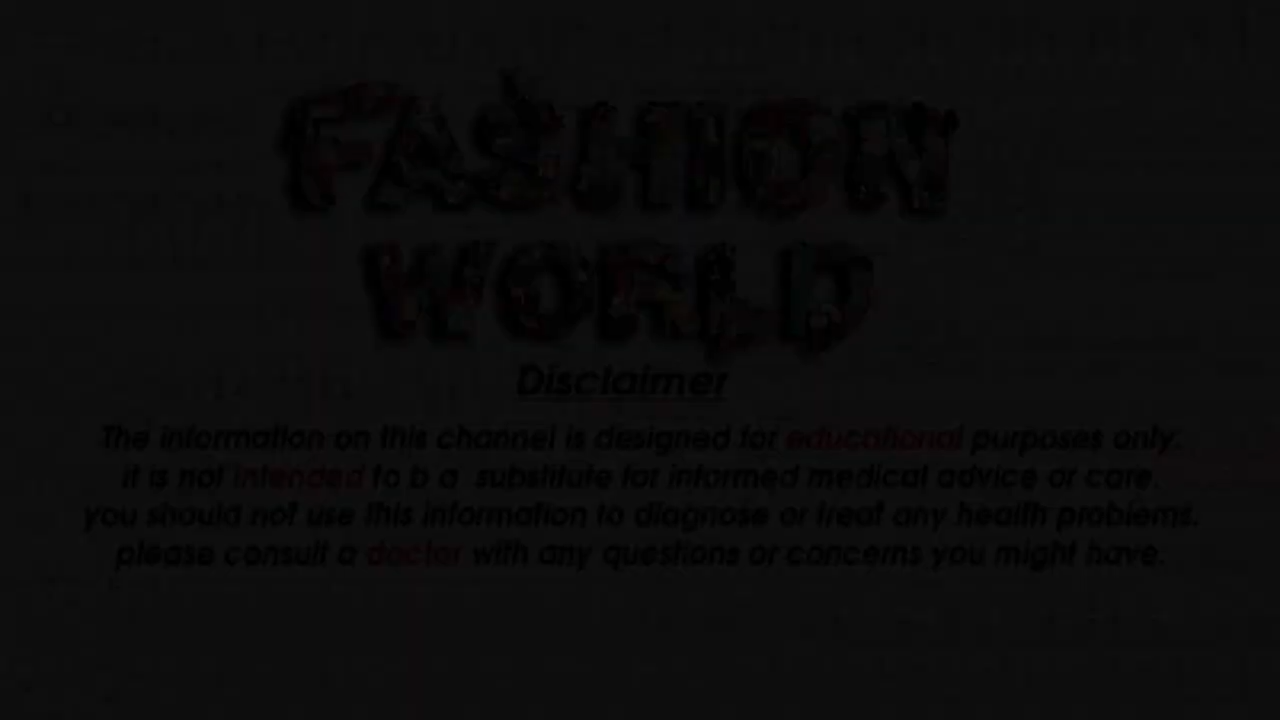 FASHION
WORLD
Disclaimer
The information on this channel is designed for educational purposes only.
it is not intended to b a substitute for informed medical advice or care.
you should not use this information to diagnose or treat any health problems.
please consult a doctor with any questions or concerns you might have.